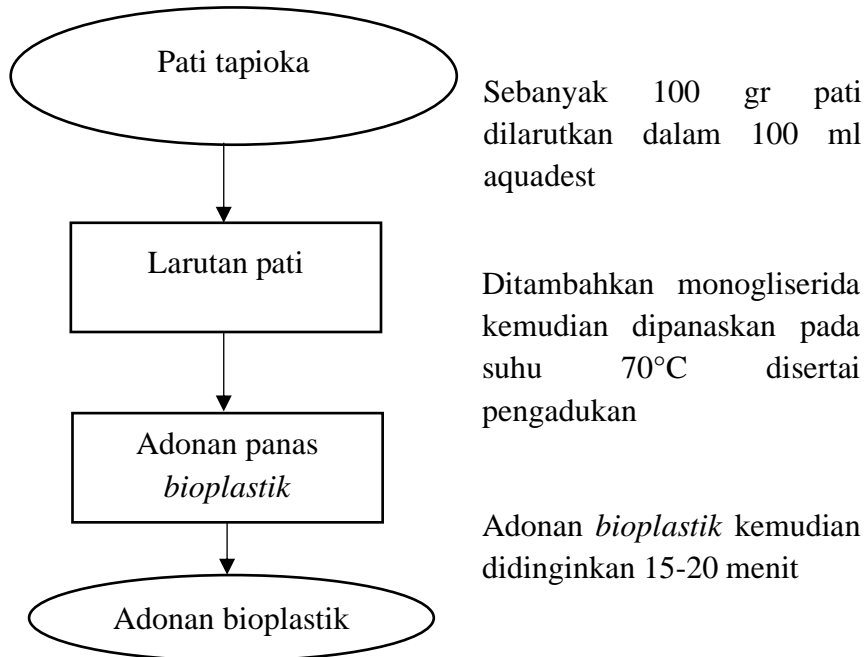 Pati tapioka
Sebanyak 100 gr pati
dilarutkan dalam 100 ml
aquadest
Larutan pati
Ditambahkan monogliserida
kemudian dipanaskan pada
suhu 70°C disertai
pengadukan
Adonan panas
bioplastik
Adonan bioplastik kemudian
didinginkan 15-20 menit
Adonan bioplastik